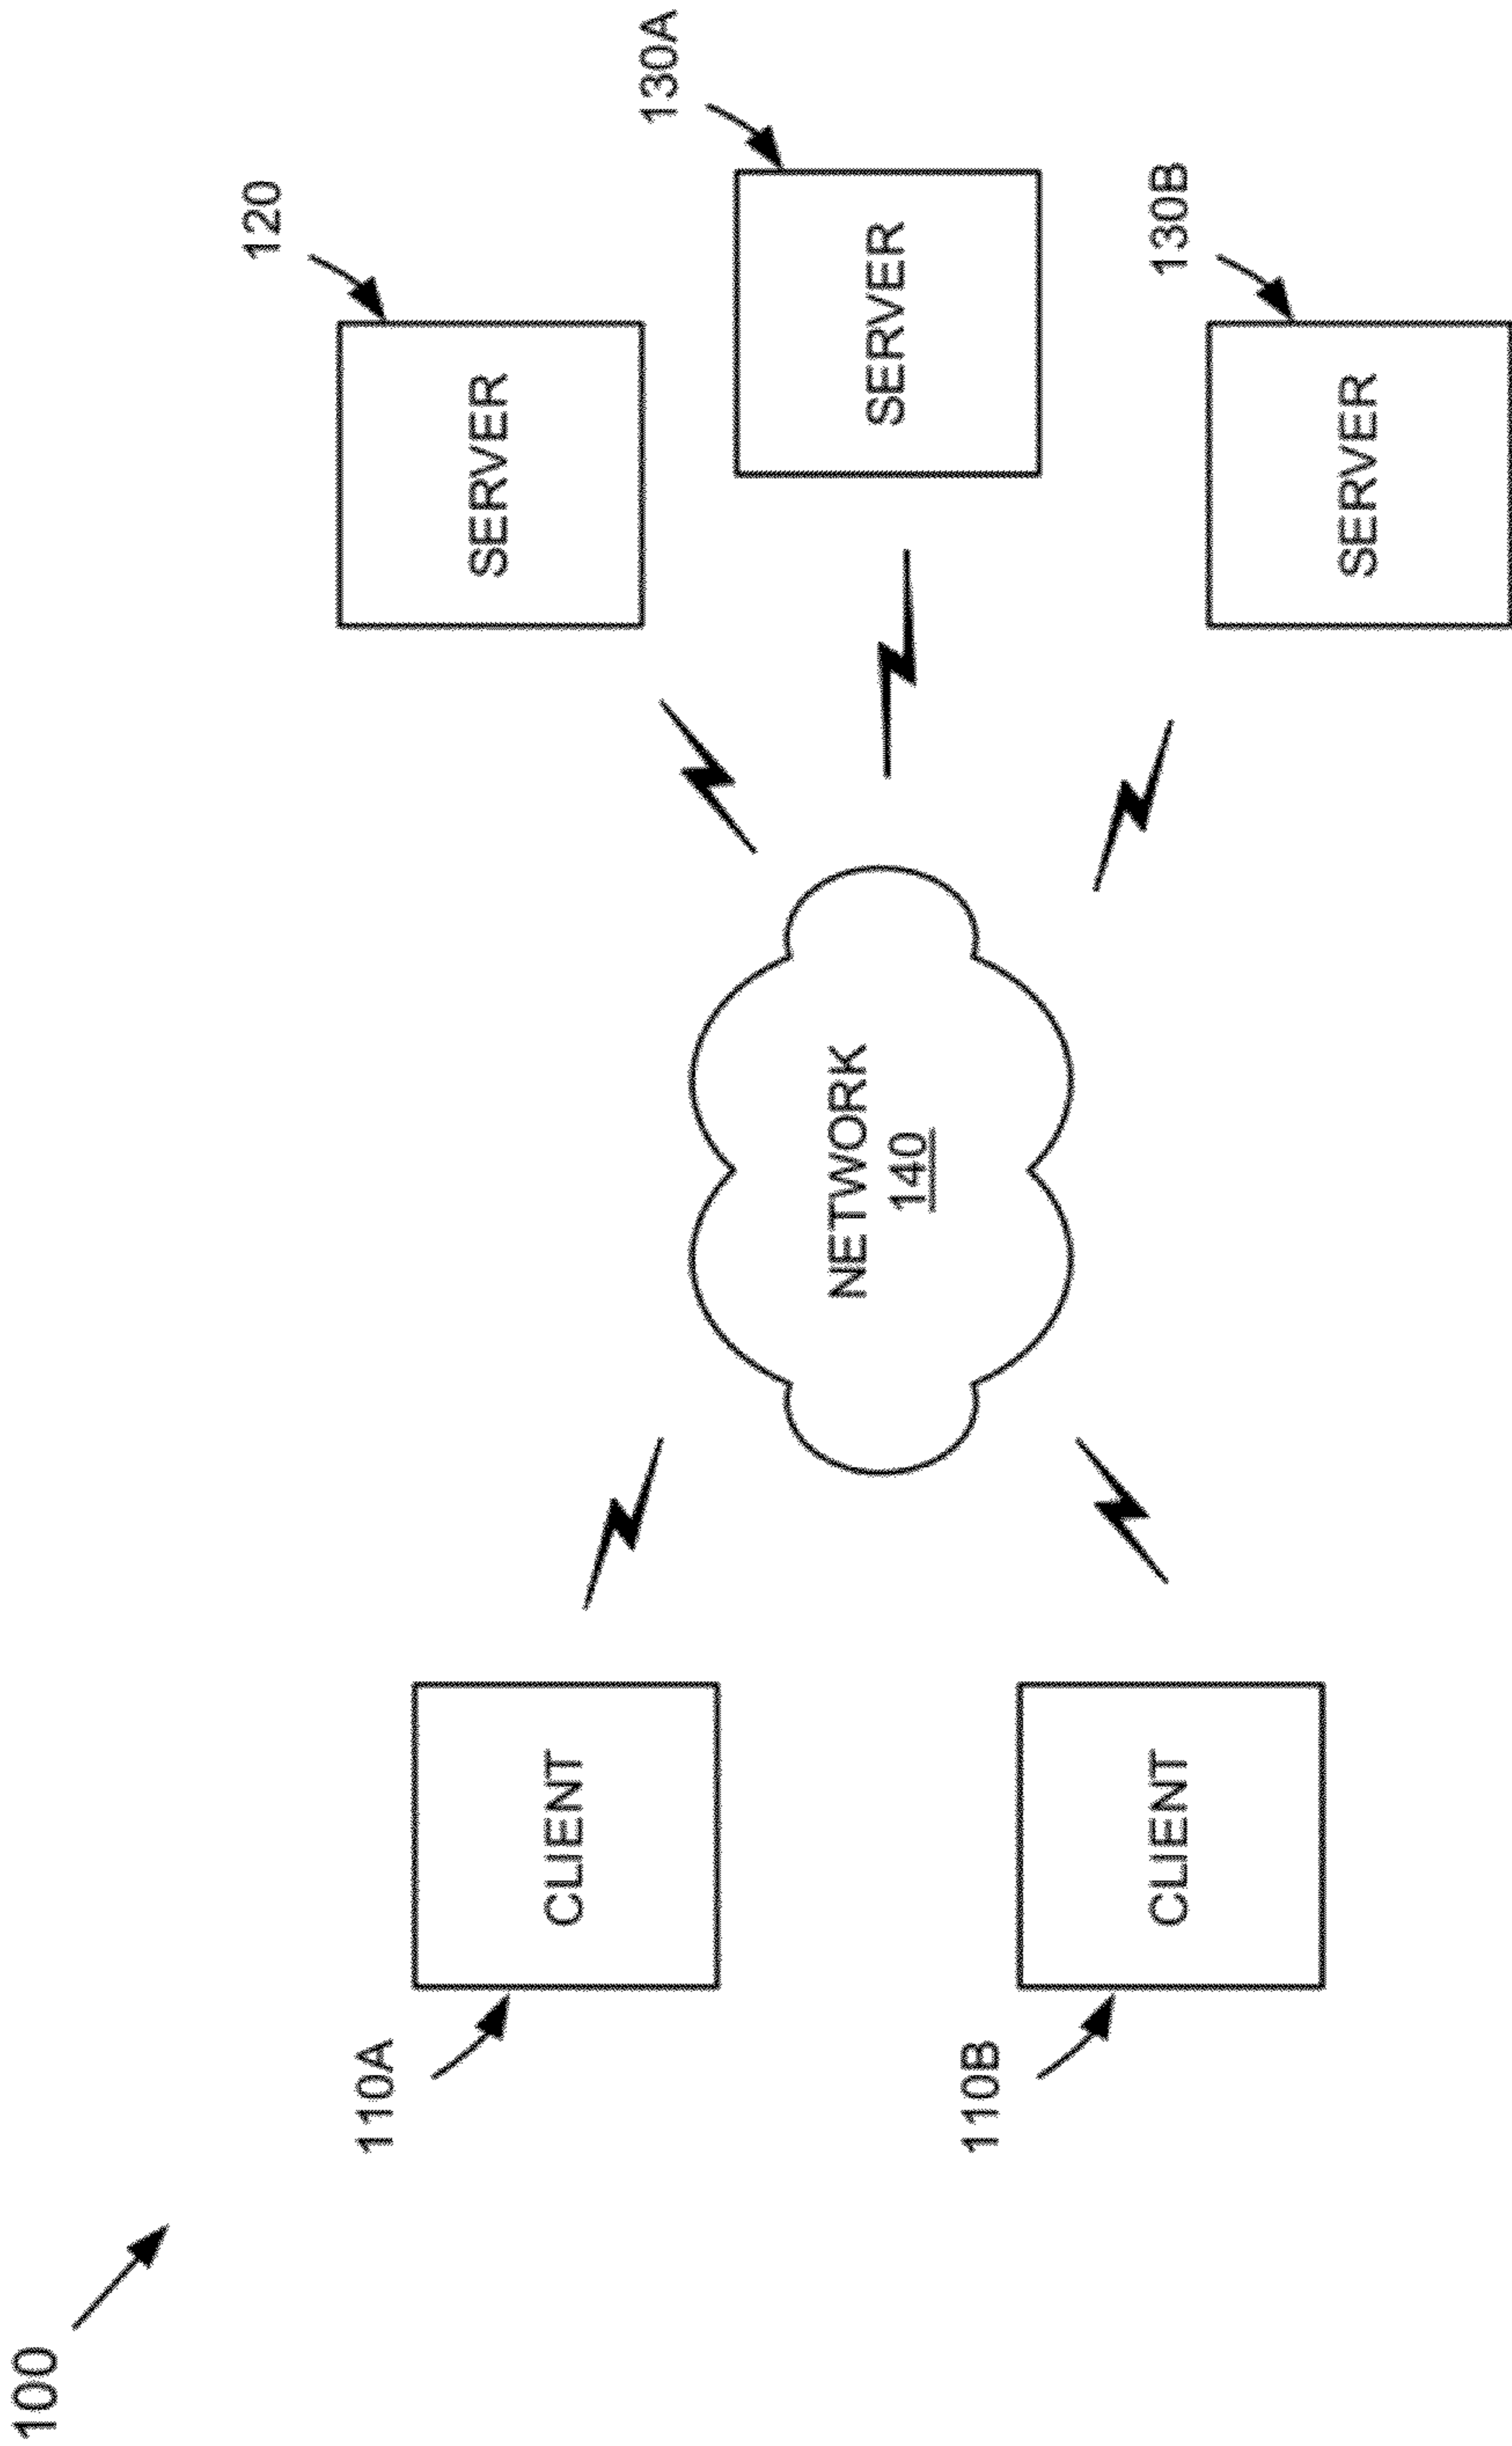 100
110A
CLIENT
110B
CLIENT
NETWORK
140
120
SERVER
130A
SERVER
130B
SERVER